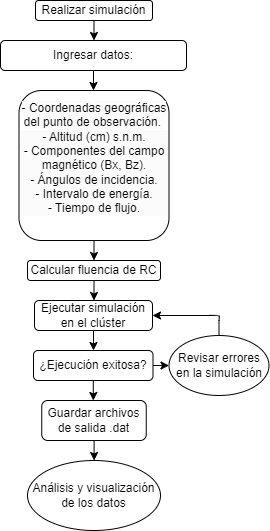 Realizar simulación
Ingresar datos:
- Coordenadas geográficas
del punto de observación.
- Altitud (cm) s.n.m.
- Componentes del campo
magnético (Bx, Bz).
- Ángulos de incidencia.
- Intervalo de energía.
- Tiempo de flujo.
Calcular fluencia de RC
Ejecutar simulación
en el clúster
¿Ejecución exitosa?
Revisar errores
en la simulación
Guardar archivos
de salida .dat
Análisis y visualización
de los datos